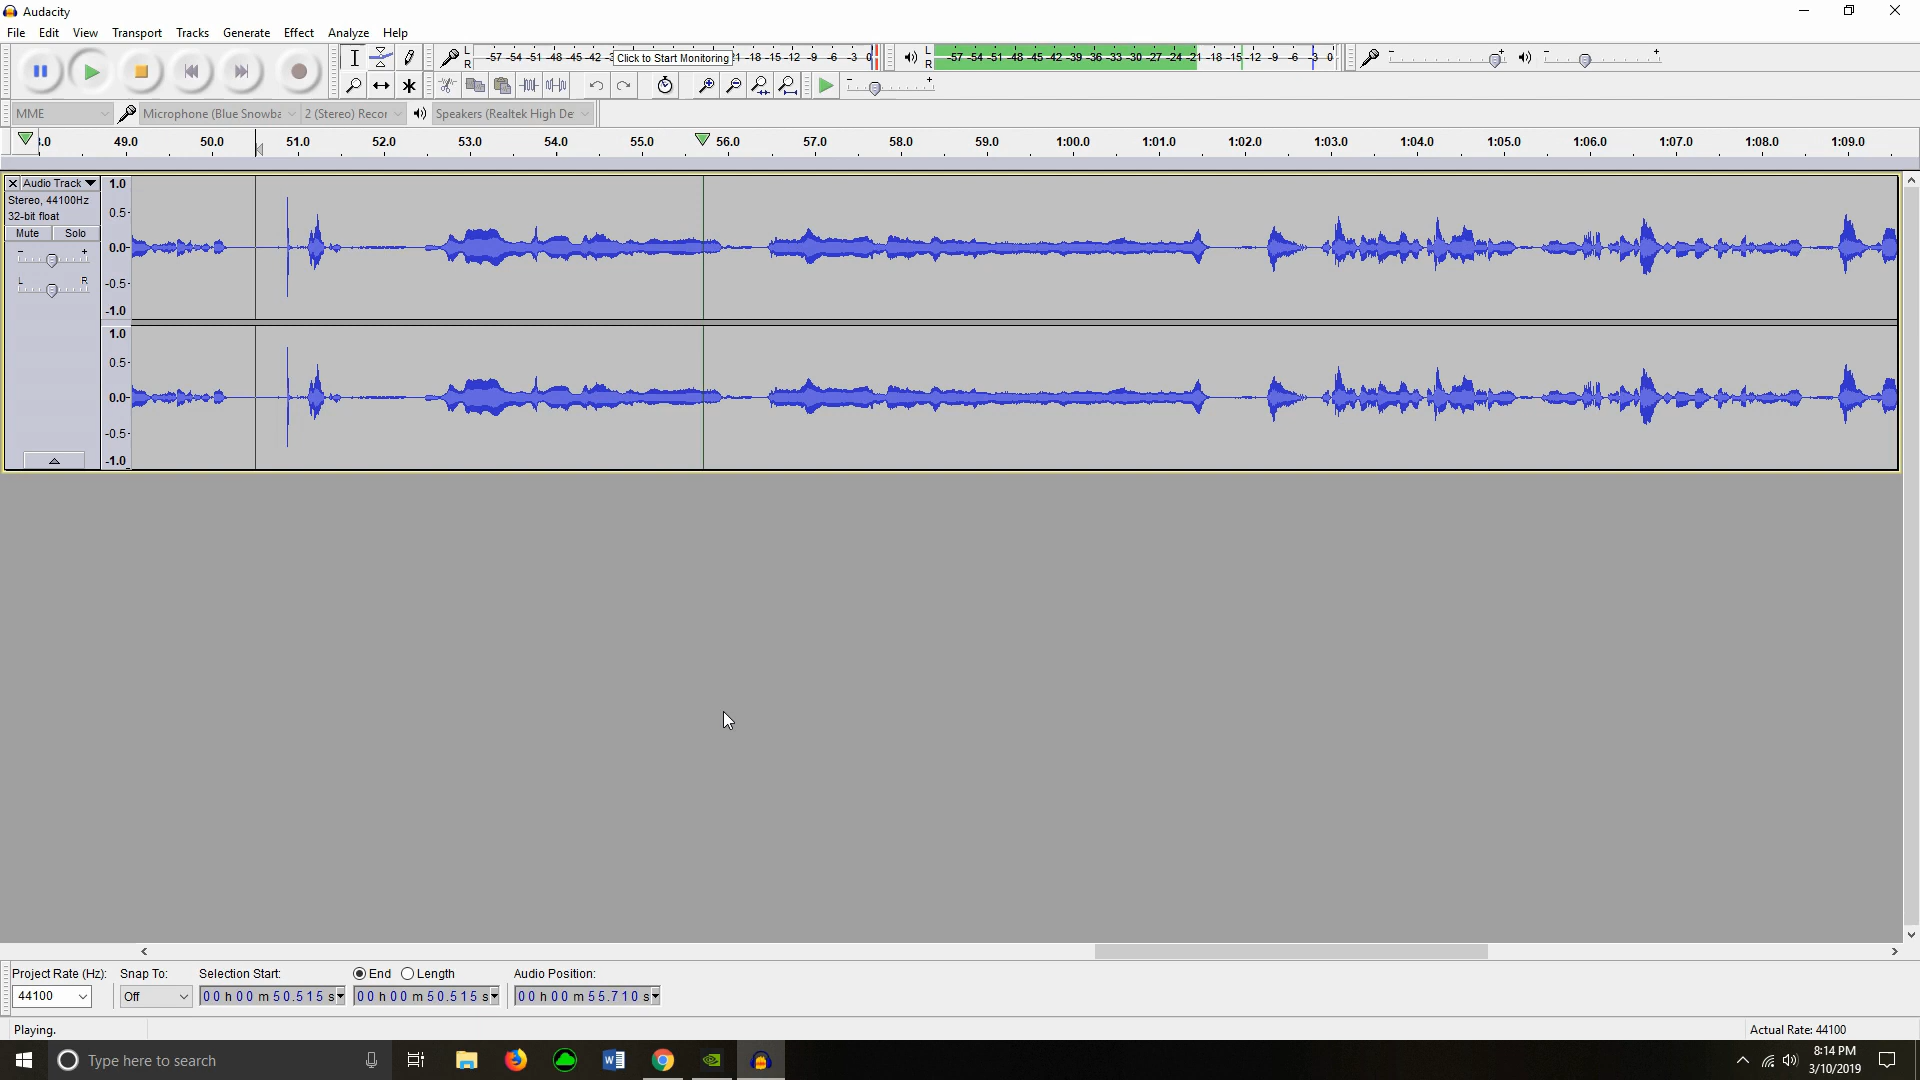 Audacity
File Edit View Transport Tracks Generate Effect Analyze Help
L
R
-57 -54 -51 -48 -45 -42 -3 Click to Start Monitoring 21 -18 -15 -12 -9 -6 -3 0
L
R
-57 -54 -51 -48 -45 -42 -39 -36 -33 -30 -27 -24 -21 -18 -15 -12 -9 -6 -3 0
MME Microphone (Blue Snowba 2 (Stereo) Recor Speakers (Realtek High De
3.0 49.0 50.0 51.0 52.0 53.0 54.0 55.0 56.0 57.0 58.0 59.0 1:00.0 1:01.0 1:02.0 1:03.0 1:04.0 1:05.0 1:06.0 1:07.0 1:08.0 1:09.0
Audio Track
Stereo, 44100Hz
32-bit float
Mute Solo
L R
1.0
0.5
0.0
-0.5
-1.0
1.0
0.5
0.0
-0.5
-1.0
Project Rate (Hz): Snap To: Selection Start: End Length Audio Position:
44100 Off 00 h 00 m 50.515 s 00 h 00 m 50.515 s 00 h 00 m 55.710 s
Playing. Actual Rate: 44100
Type here to search
8:14 PM
3/10/2019